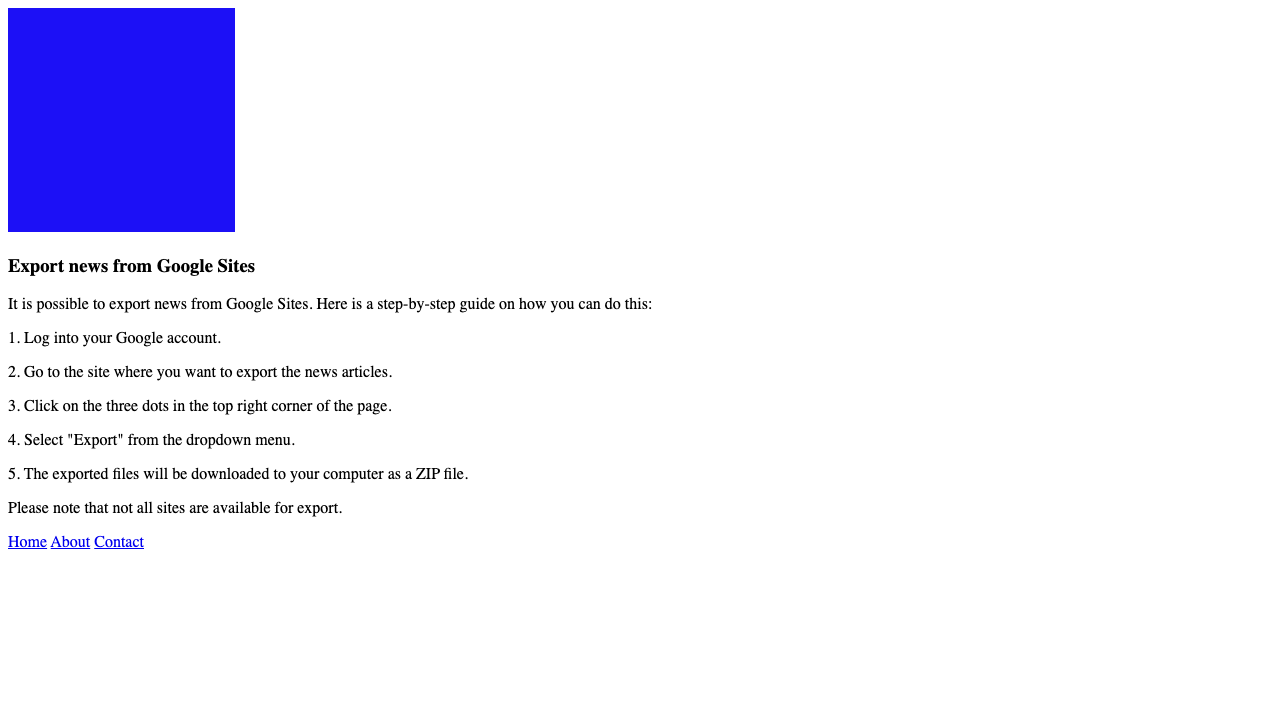 Export news from Google Sites
It is possible to export news from Google Sites. Here is a step-by-step guide on how you can do this:
1. Log into your Google account.
2. Go to the site where you want to export the news articles.
3. Click on the three dots in the top right corner of the page.
4. Select "Export" from the dropdown menu.
5. The exported files will be downloaded to your computer as a ZIP file.
Please note that not all sites are available for export.
Home About Contact